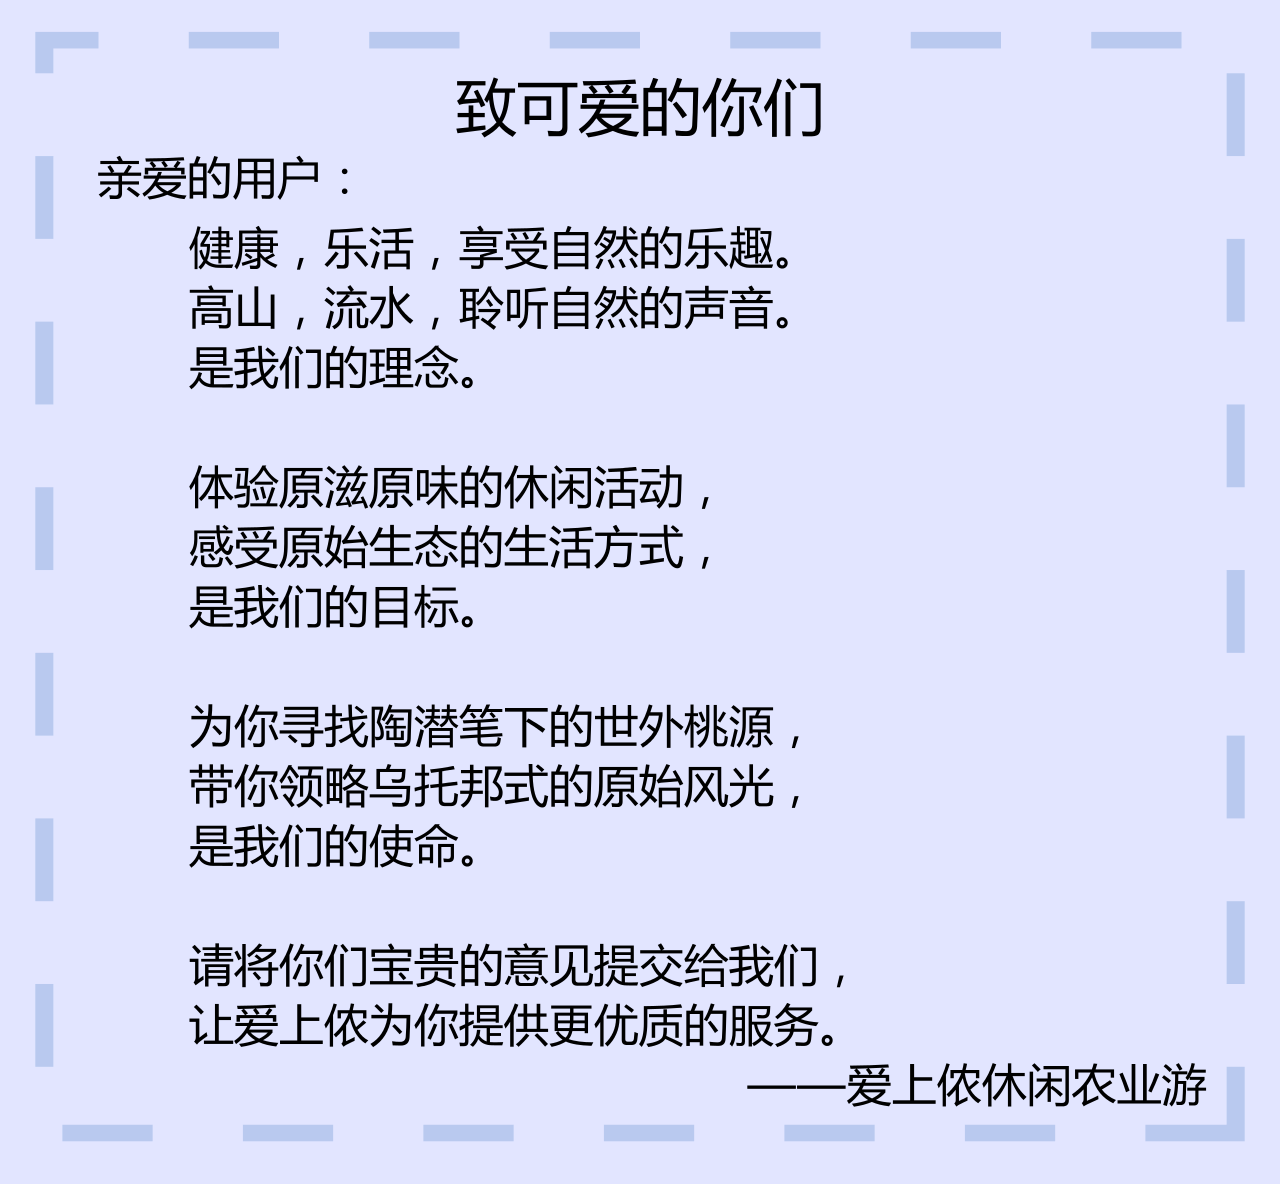 致可爱的你们
亲爱的用户：
健康，乐活，享受自然的乐趣。
高山，流水，聆听自然的声音。
是我们的理念。
体验原滋原味的休闲活动，
感受原始生态的生活方式，
是我们的目标。
为你寻找陶潜笔下的世外桃源，
带你领略乌托邦式的原始风光，
是我们的使命。
请将你们宝贵的意见提交给我们，
让爱上侬为你提供更优质的服务。
——爱上侬休闲农业游